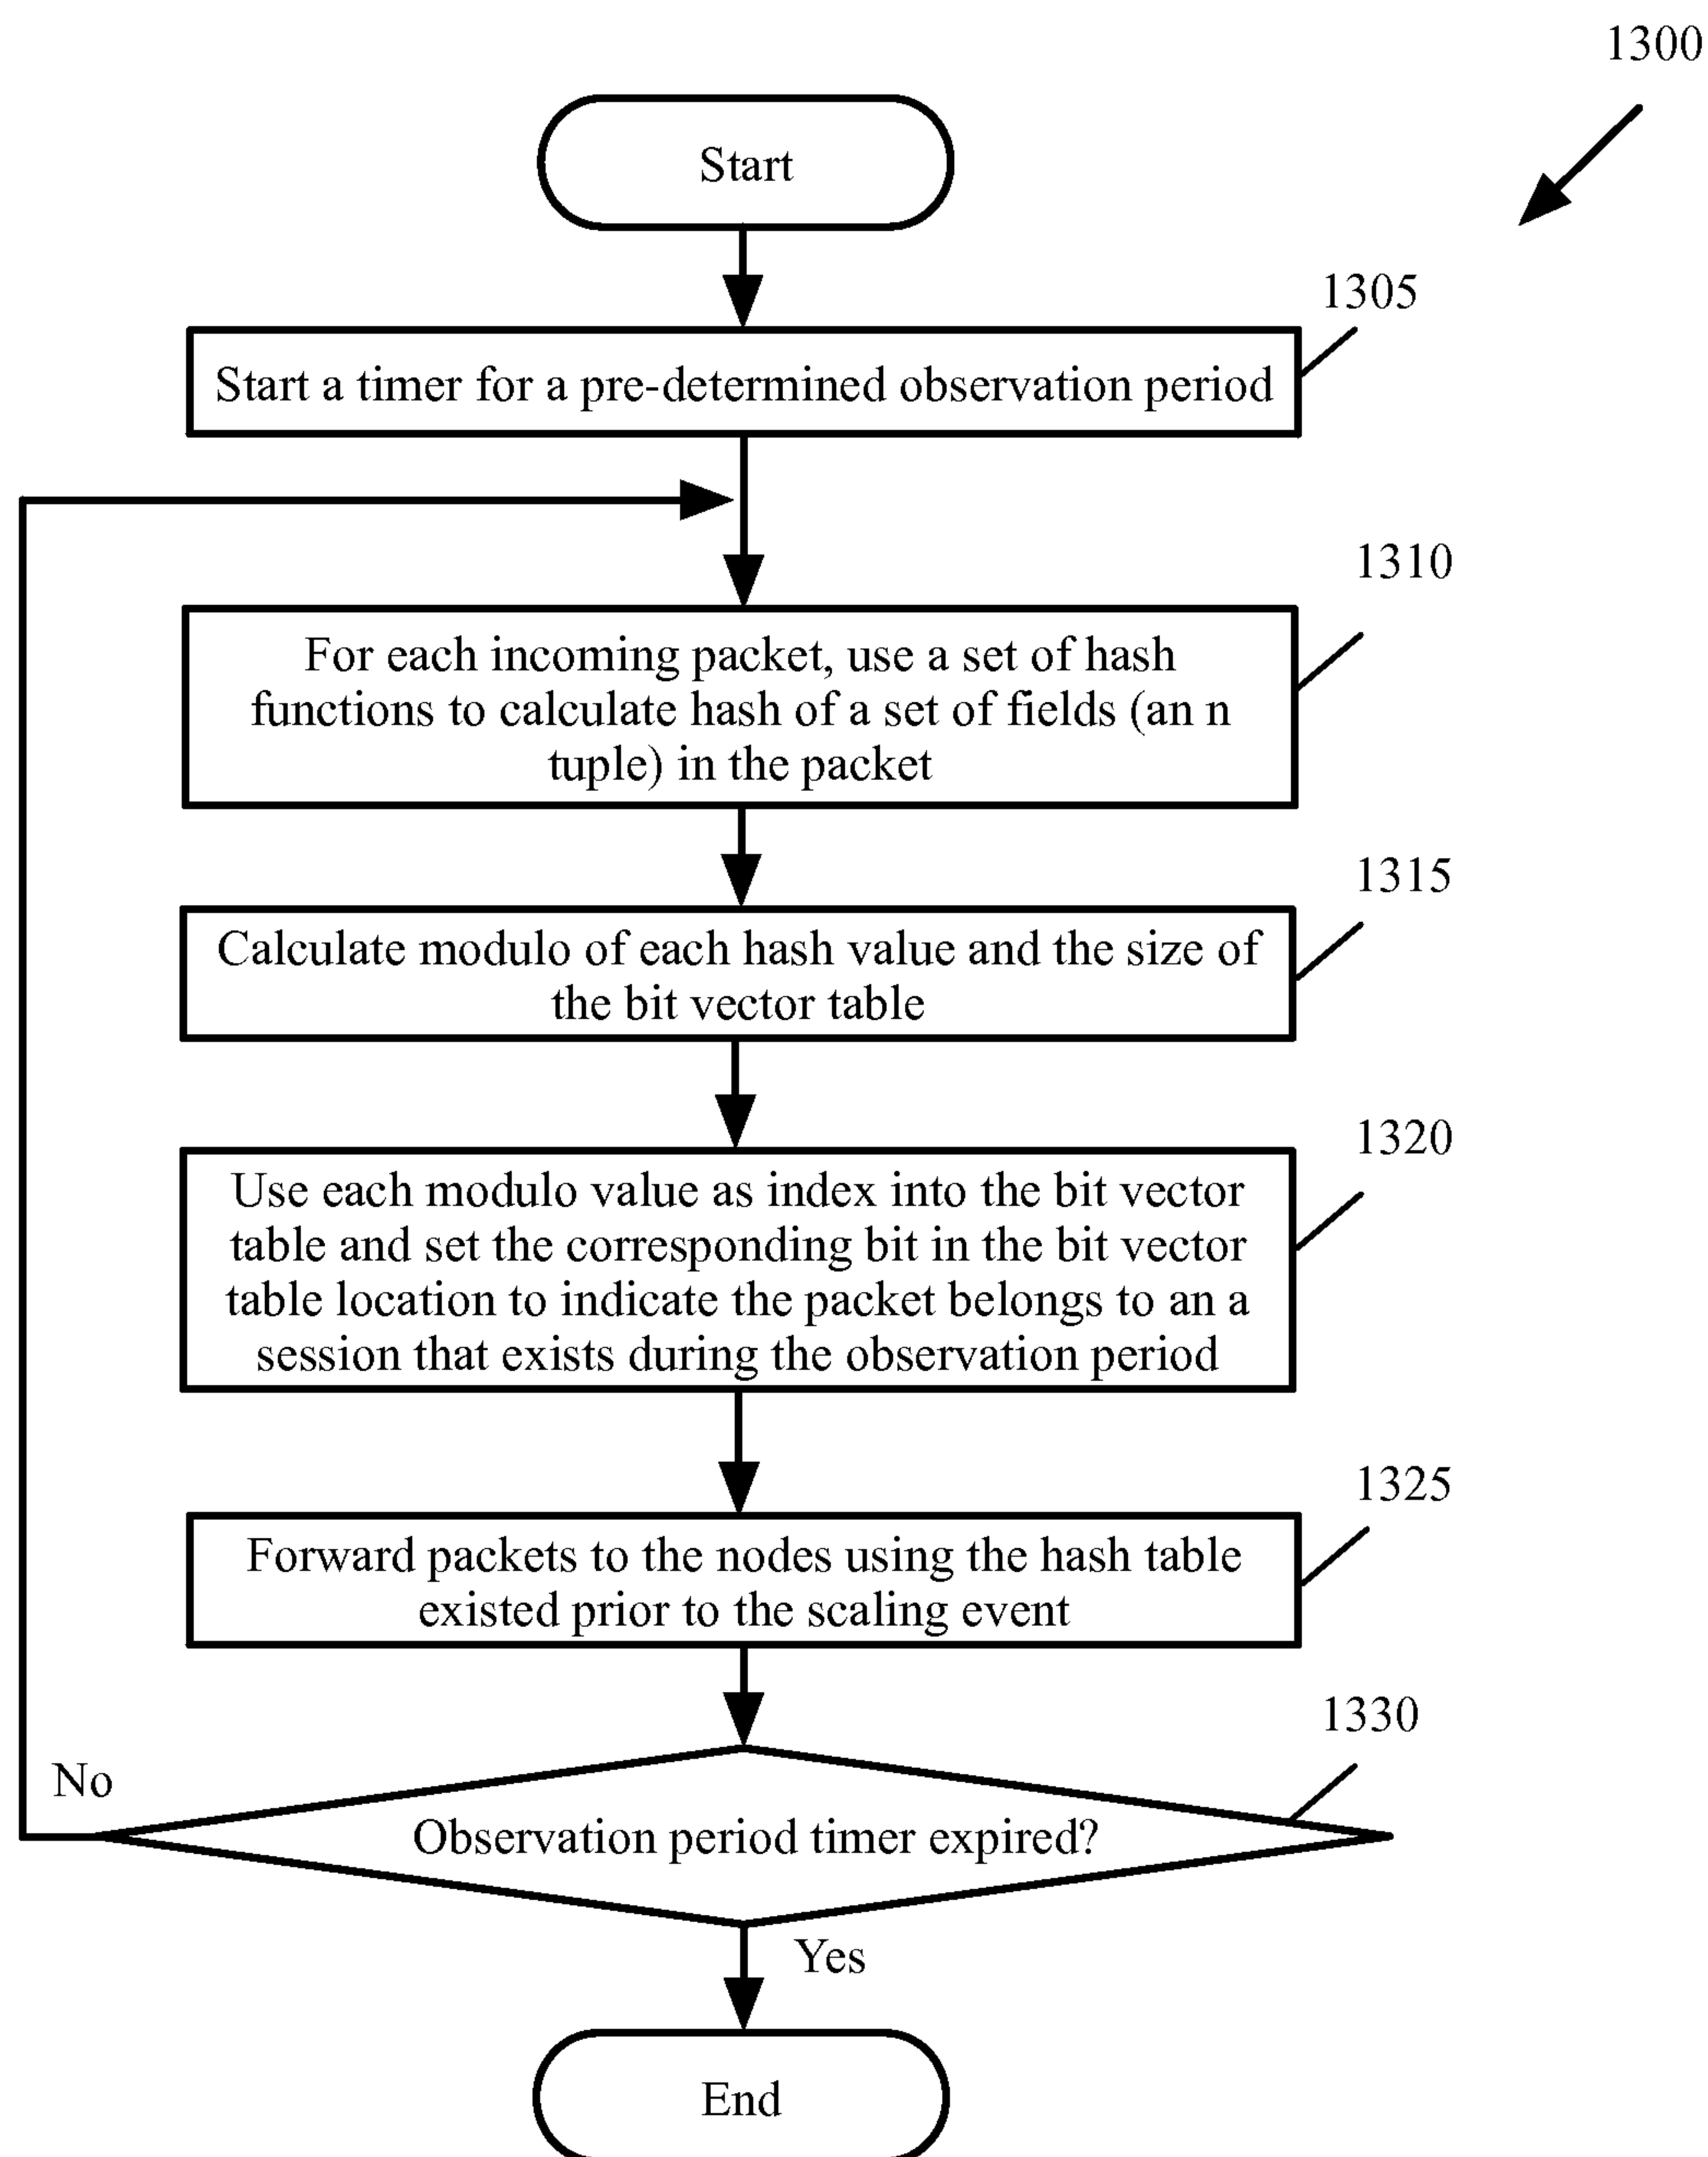 1300
Start
1305
Start a timer for a pre-determined observation period
1310
For each incoming packet, use a set of hash
functions to calculate hash of a set of fields (an n
tuple) in the packet
1315
Calculate modulo of each hash value and the size of
the bit vector table
1320
Use each modulo value as index into the bit vector
table and set the corresponding bit in the bit vector
table location to indicate the packet belongs to an a
session that exists during the observation period
1325
Forward packets to the nodes using the hash table
existed prior to the scaling event
1330
No
Observation period timer expired?
Yes
End